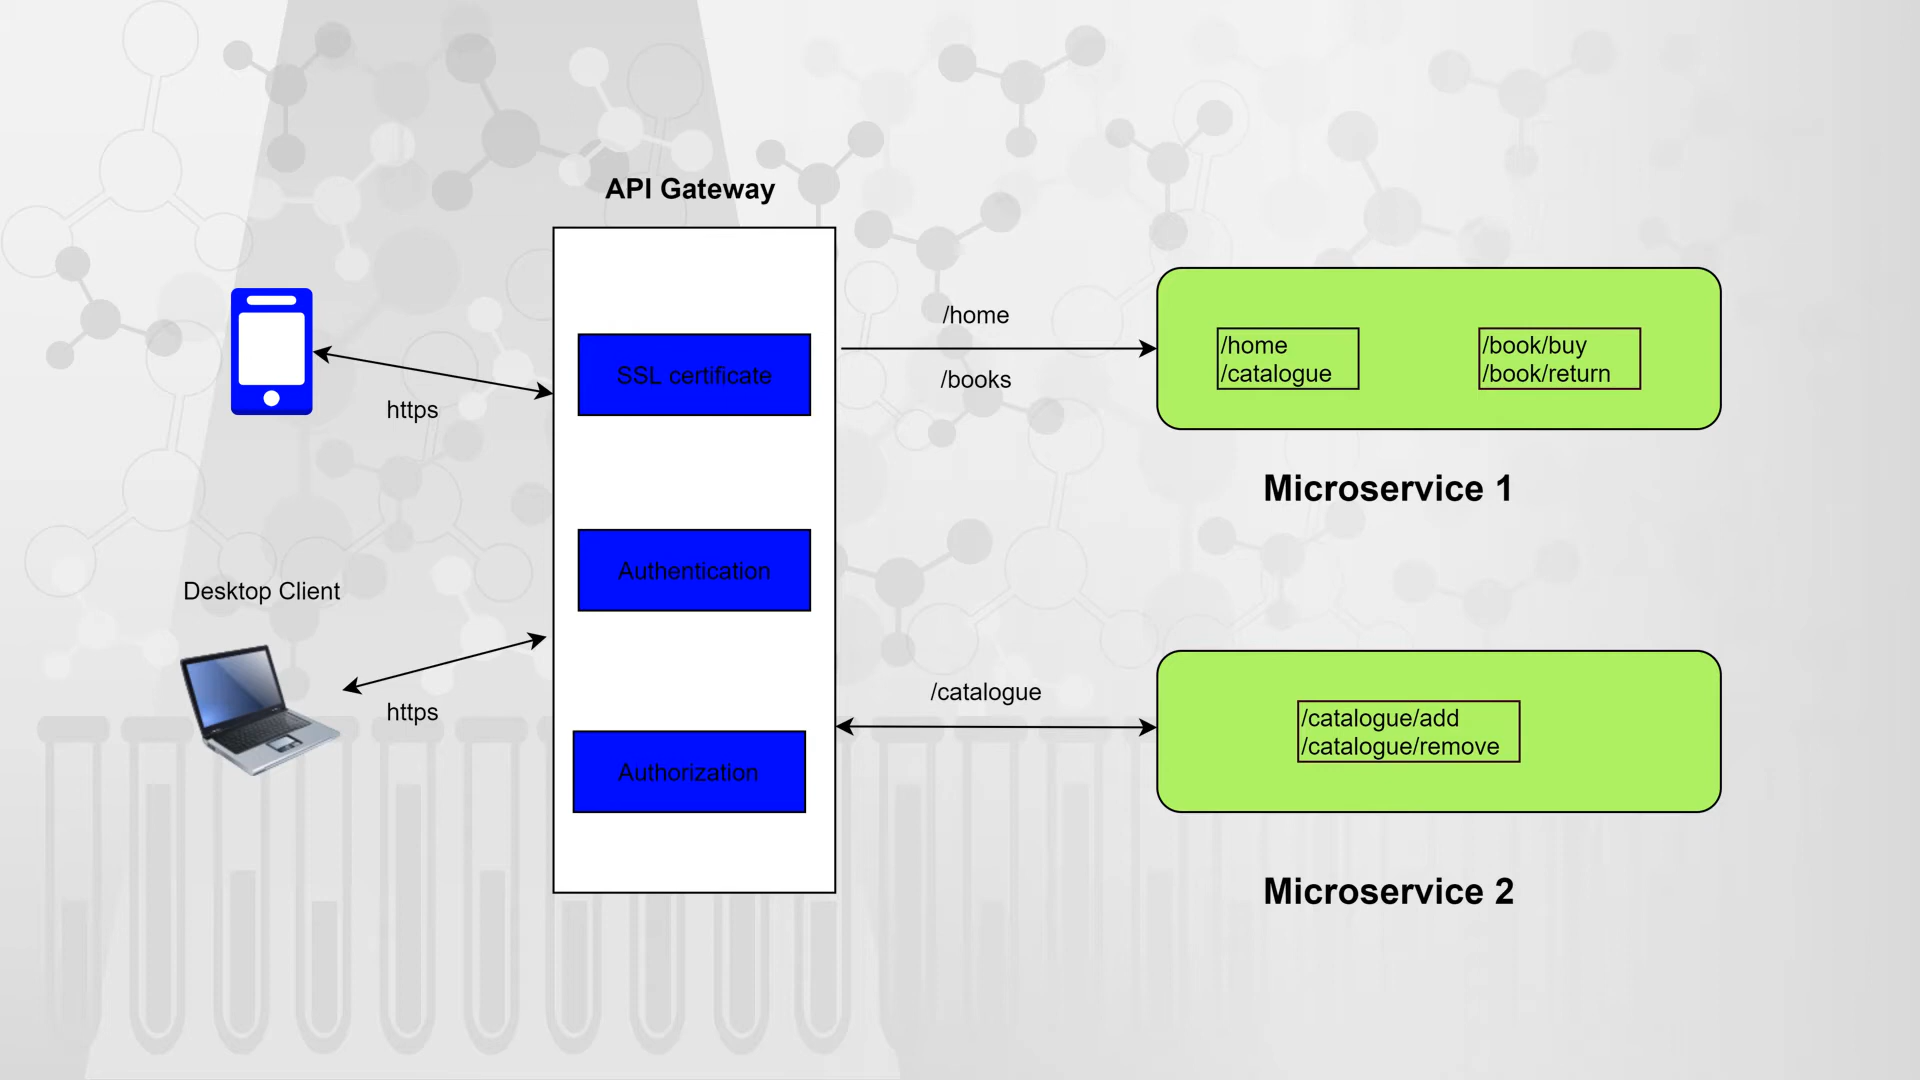 API Gateway
SSL certificate
Authentication
Authorization
https
Desktop Client
https
/home
/books
/home
/catalogue
/book/buy
/book/return
Microservice 1
/catalogue
/catalogue/add
/catalogue/remove
Microservice 2